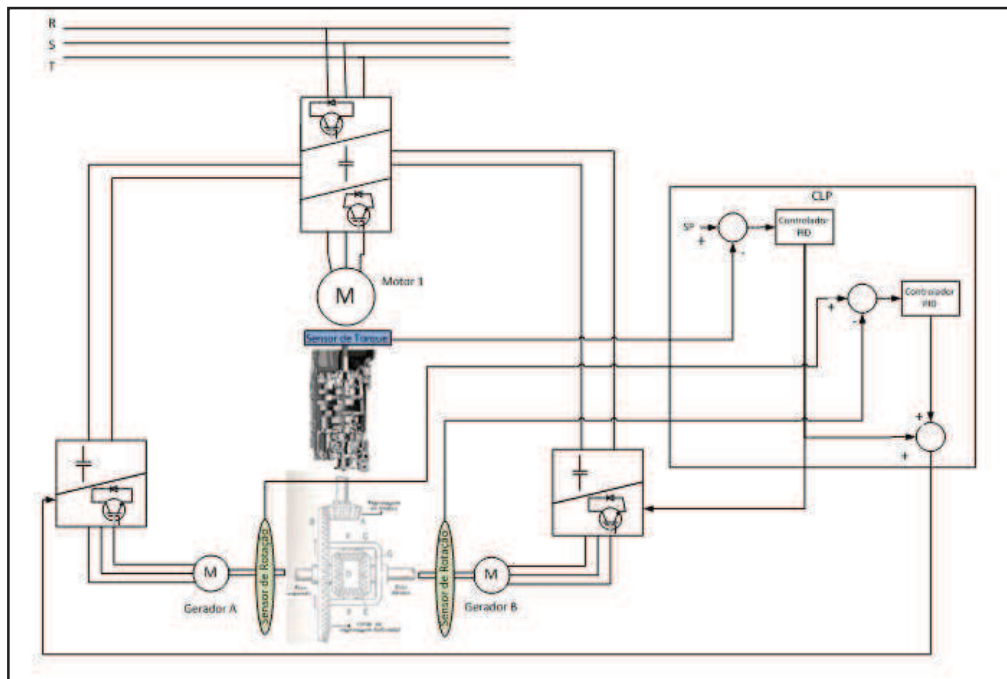 R
S
T
M
Motor 1
Sensor de Torque
CLP
SP
+
-
Controlador
PID
+
-
Controlador
PID
+
+
M
Gerador A
Sensor de Rotação
Sensor de Rotação
M
Gerador B